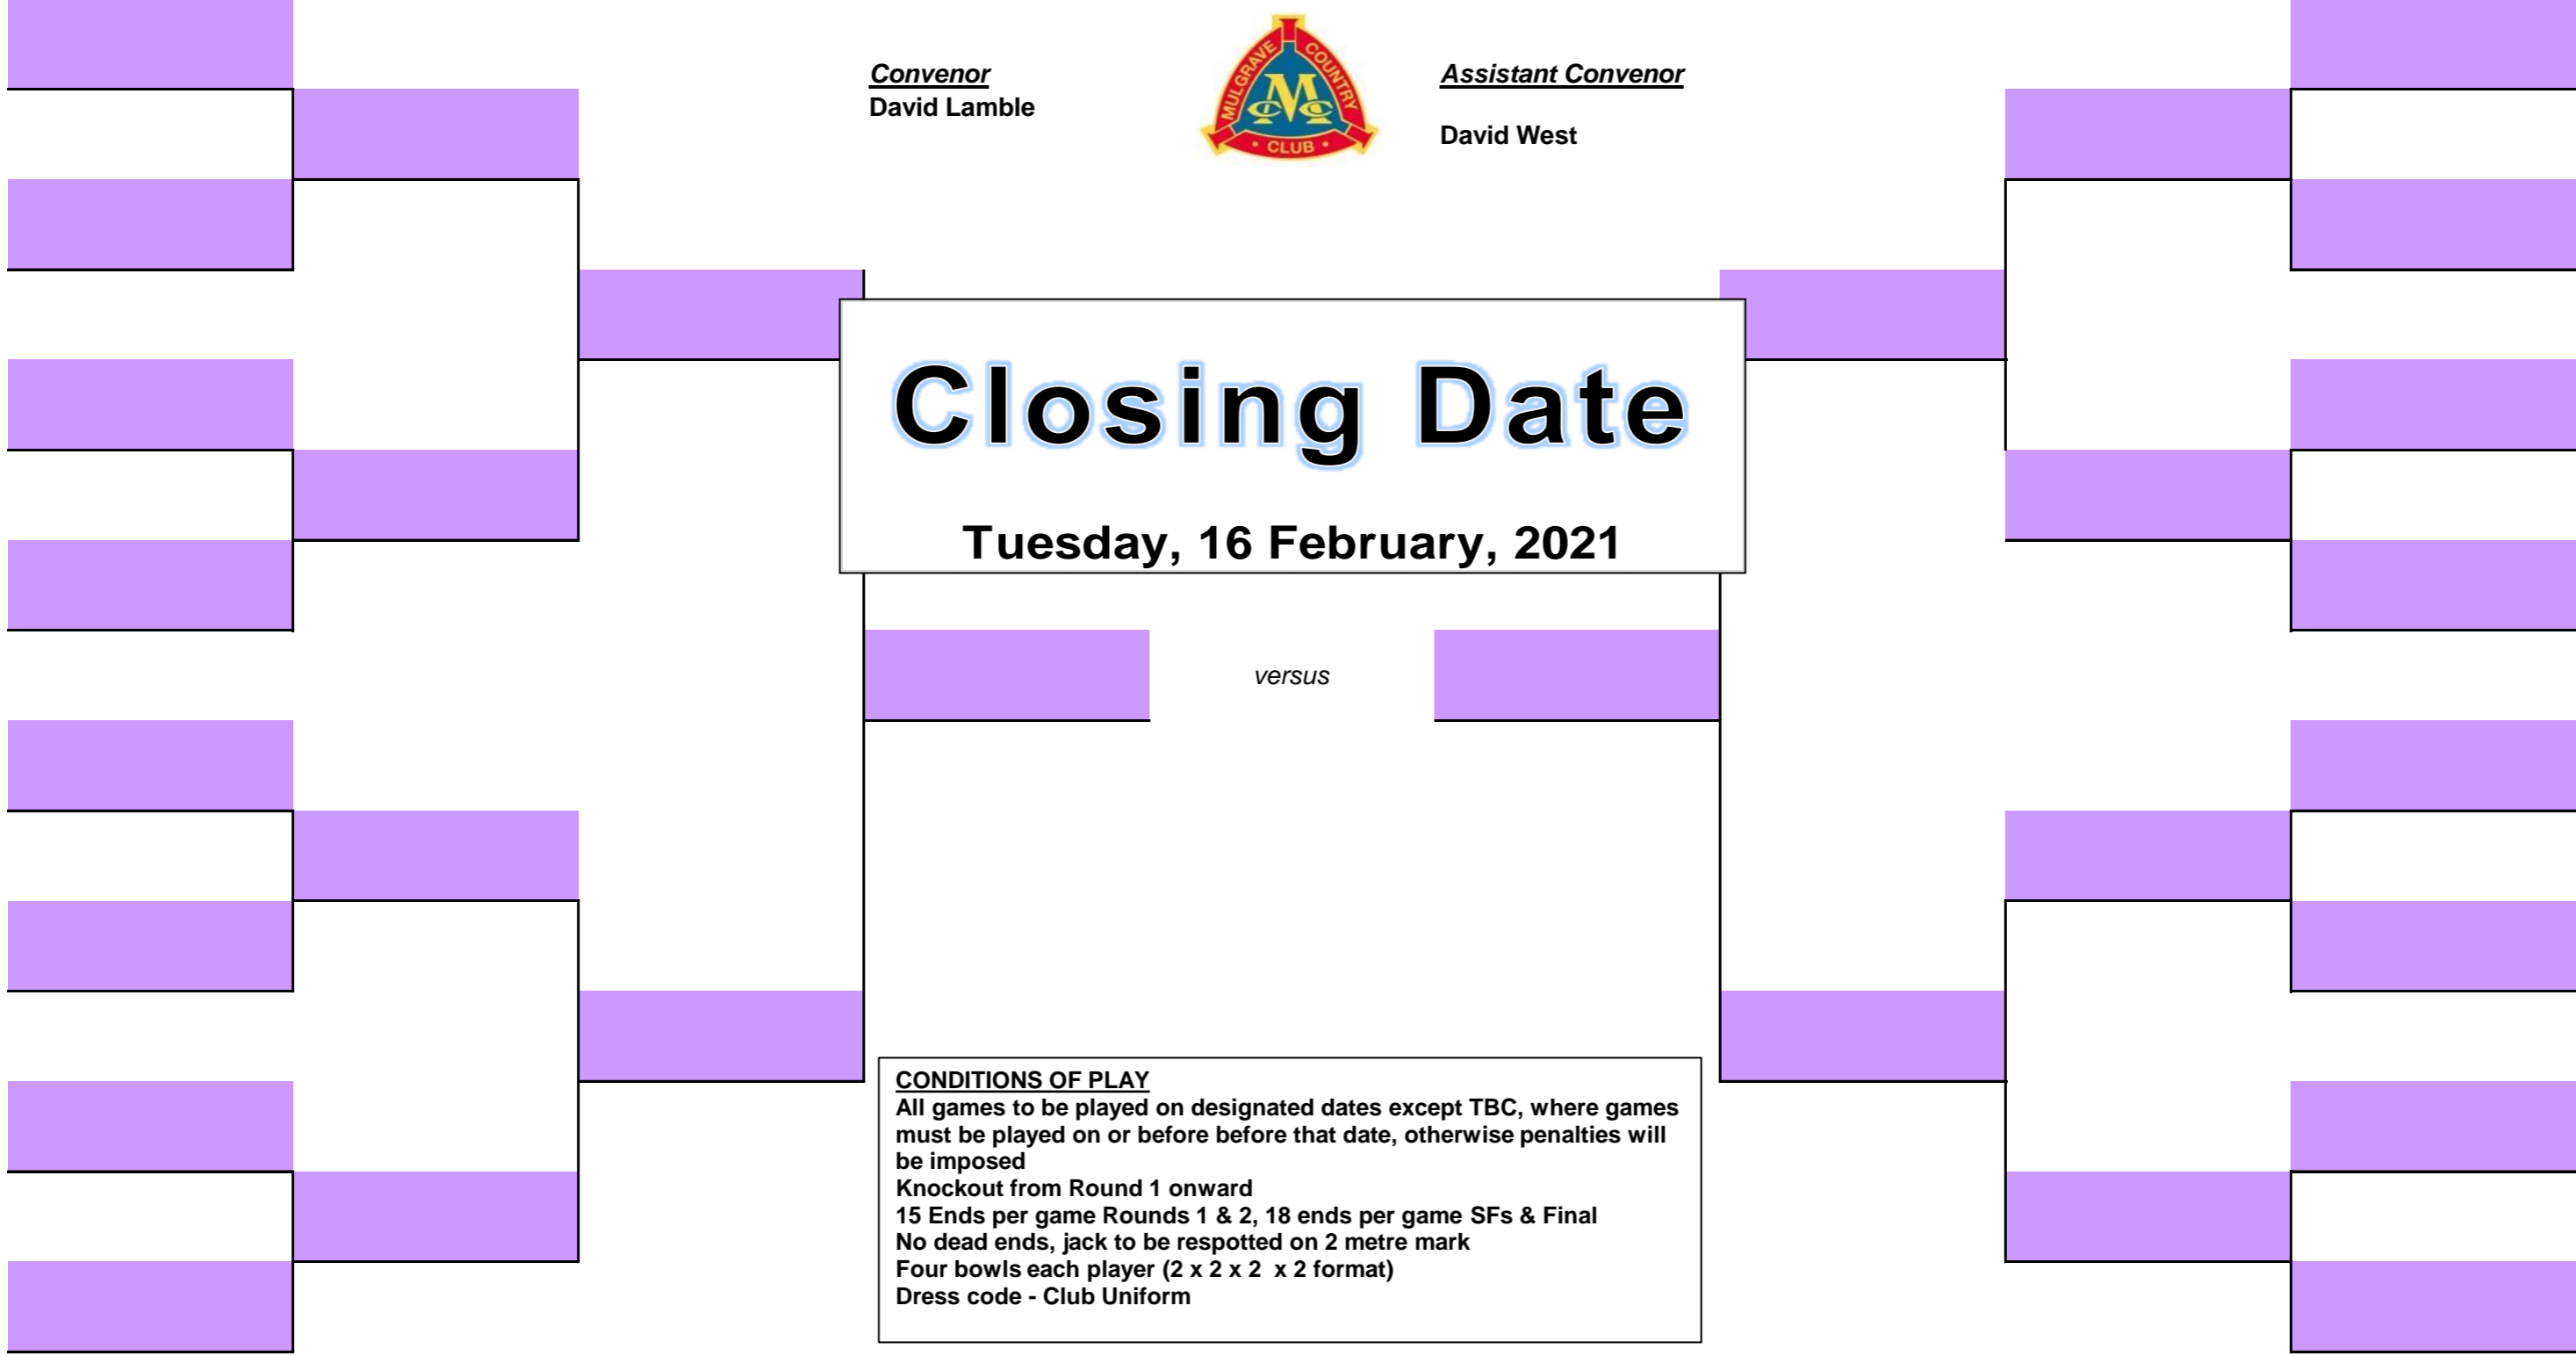 Convenor
David Lamble
MULGRAVE COUNTRY
MCC
• CLUB •
Assistant Convenor
David West
Closing Date
Tuesday, 16 February, 2021
versus
CONDITIONS OF PLAY
All games to be played on designated dates except TBC, where games
must be played on or before before that date, otherwise penalties will
be imposed
Knockout from Round 1 onward
15 Ends per game Rounds 1 & 2, 18 ends per game SFs & Final
No dead ends, jack to be respotted on 2 metre mark
Four bowls each player (2 x 2 x 2  x 2 format)
Dress code - Club Uniform